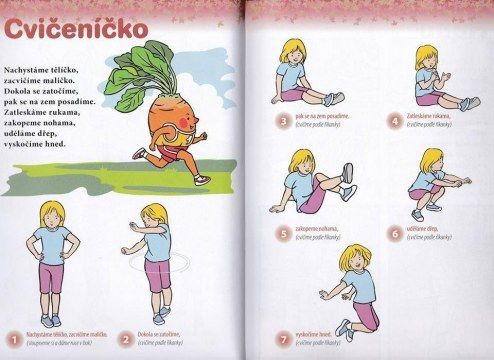 Cvičeníčko
Nachystáme tělíčko,
zacvičíme maličko.
Dokola se zatočíme,
pak se na zem posadíme.
Zatleskáme rukama,
zakopeme nohama,
uděláme dřep,
vyskočíme hned.
1 Nachystáme tělíčko, zacvičíme maličko.
(stoupneme si a dáme ruce v bok)
2 Dokola se zatočíme,
(cvičíme podle říkanky)
3 pak se na zem posadíme.
(cvičíme podle říkanky)
4 Zatleskáme rukama,
(cvičíme podle říkanky)
5 zakopeme nohama,
(cvičíme podle říkanky)
6 uděláme dřep,
(cvičíme podle říkanky)
7 vyskočíme hned.
(cvičíme podle říkanky)